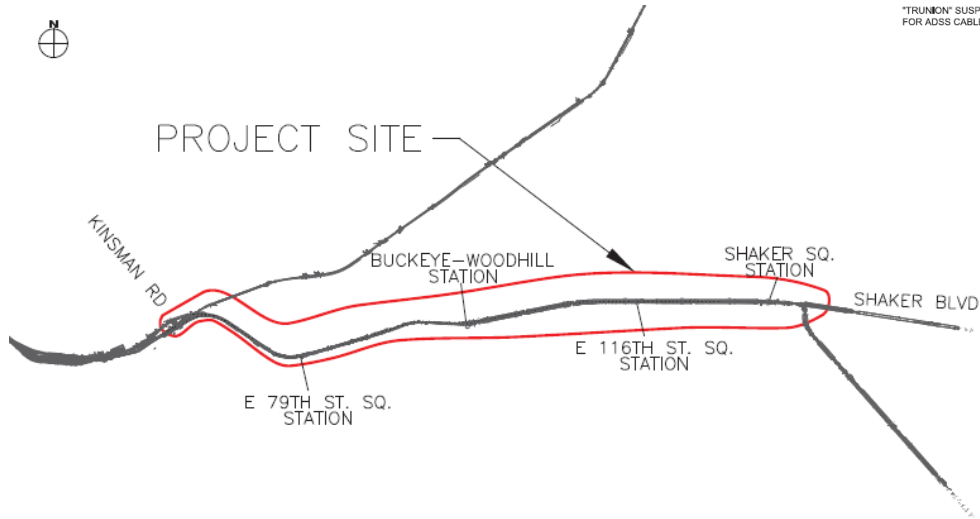 N
"TRUNION" SUSP
FOR ADSS CABL
PROJECT SITE
KINSMAN RD
BUCKEYE-WOODHILL
STATION
SHAKER SQ.
STATION
SHAKER BLVD
E 116TH ST. SQ.
STATION
E 79TH ST. SQ.
STATION